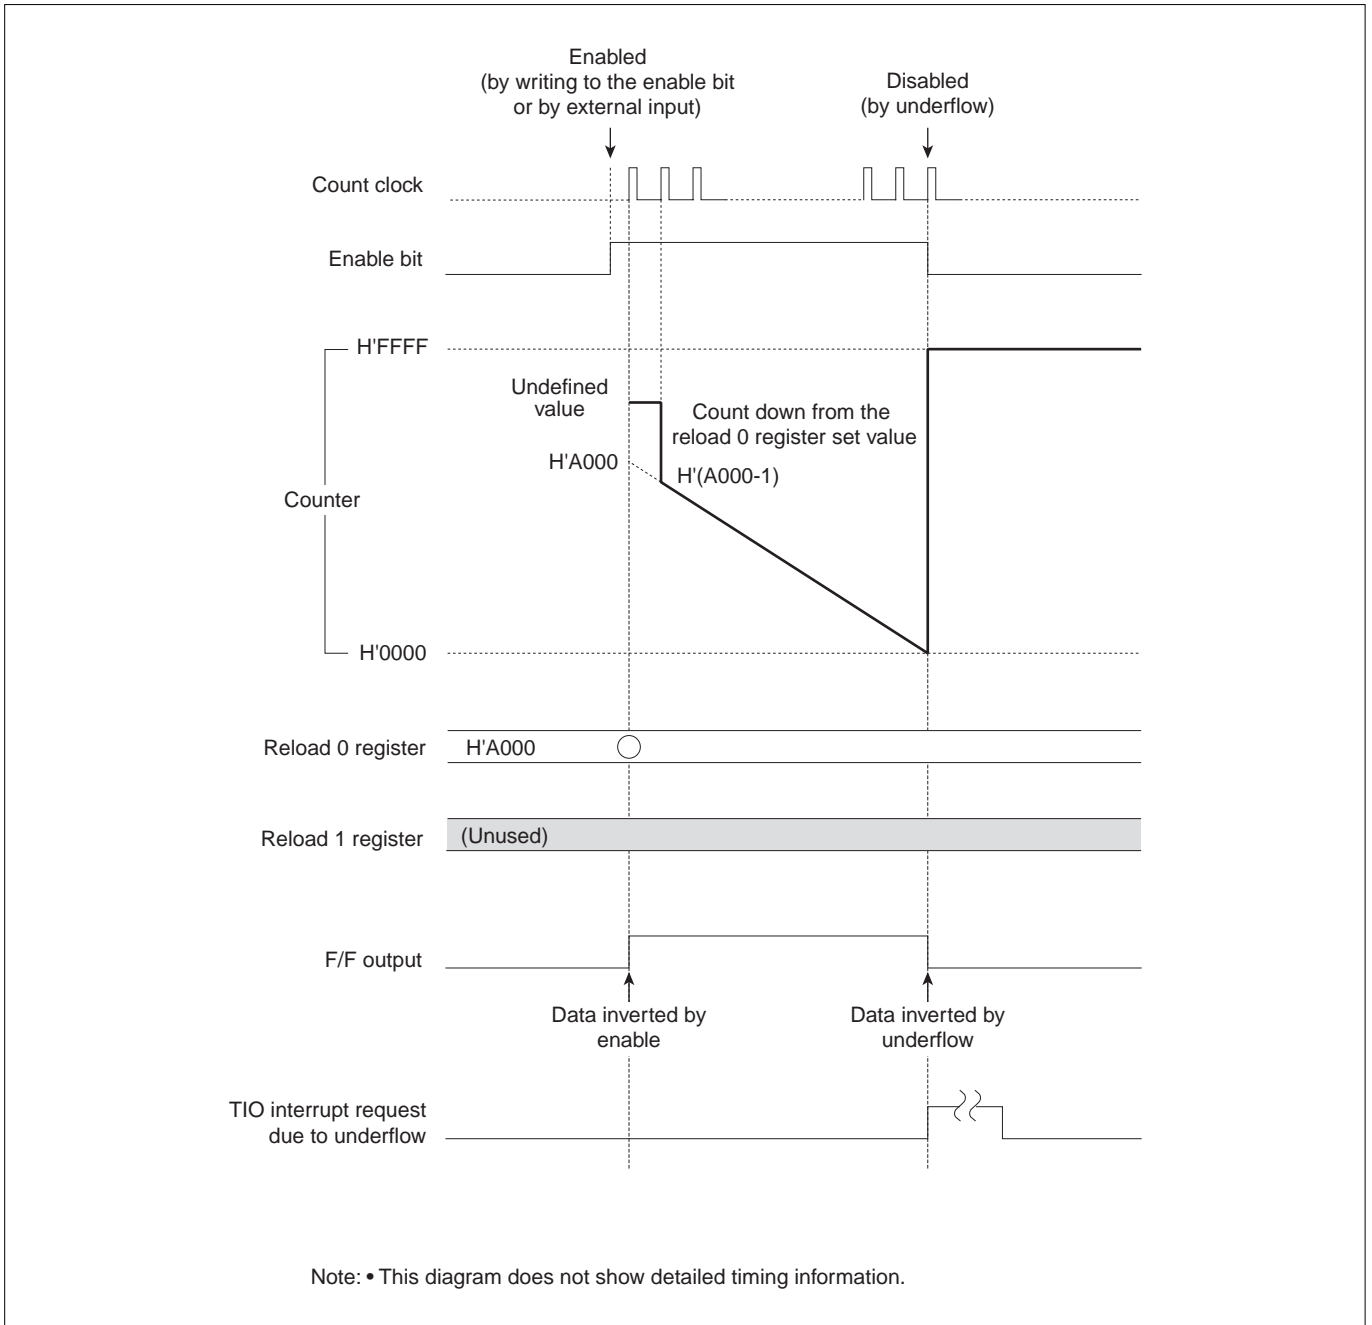 Enabled
(by writing to the enable bit
or by external input)
Disabled
(by underflow)
Count clock
Enable bit
H'FFFF
Undefined
value
Count down from the
reload 0 register set value
H'A000
H'(A000-1)
Counter
H'0000
Reload 0 register
H'A000
Reload 1 register
(Unused)
F/F output
Data inverted by
enable
Data inverted by
underflow
TIO interrupt request
due to underflow
Note: • This diagram does not show detailed timing information.